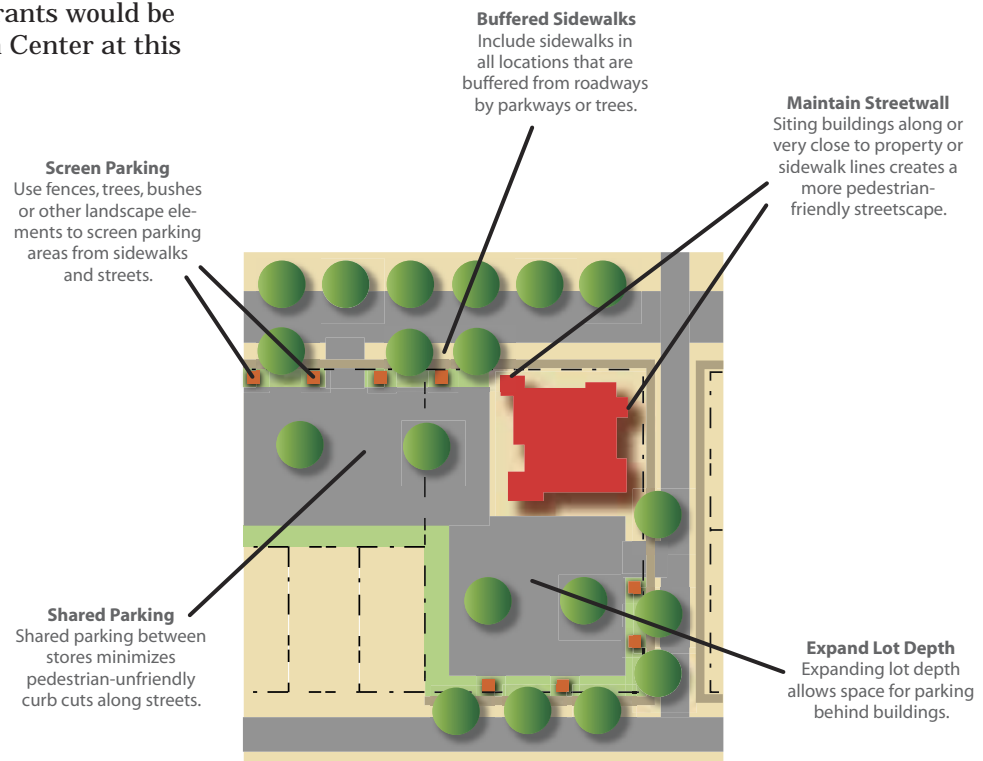 rants would be
Center at this
Buffered Sidewalks
Include sidewalks in
all locations that are
buffered from roadways
by parkways or trees.
Maintain Streetwall
Siting buildings along or
very close to property or
sidewalk lines creates a
more pedestrian-
friendly streetscape.
Screen Parking
Use fences, trees, bushes
or other landscape ele-
ments to screen parking
areas from sidewalks
and streets.
Shared Parking
Shared parking between
stores minimizes
pedestrian-unfriendly
curb cuts along streets.
Expand Lot Depth
Expanding lot depth
allows space for parking
behind buildings.